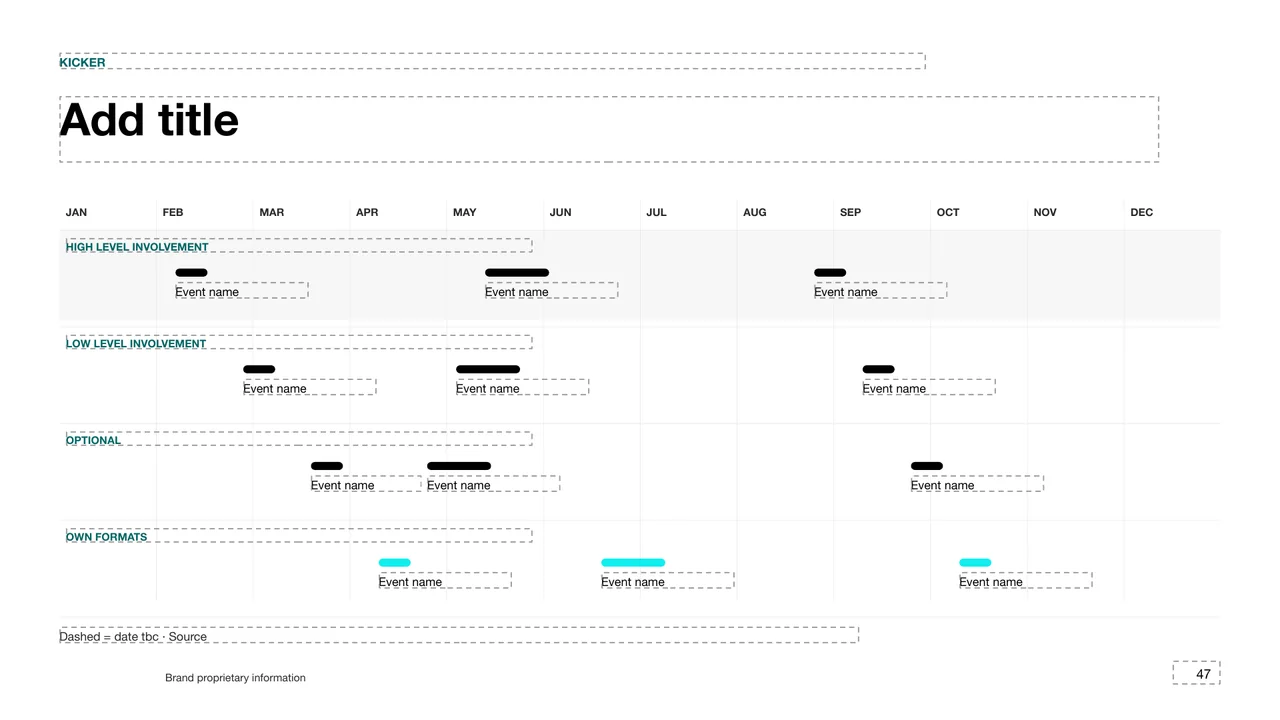 KICKER
Add title
JAN FEB MAR APR MAY JUN JUL AUG SEP OCT NOV DEC
HIGH LEVEL INVOLVEMENT
Event name Event name Event name
LOW LEVEL INVOLVEMENT
Event name Event name Event name
OPTIONAL
Event name Event name Event name
OWN FORMATS
Event name Event name Event name
Dashed = date tbc · Source
Brand proprietary information 47